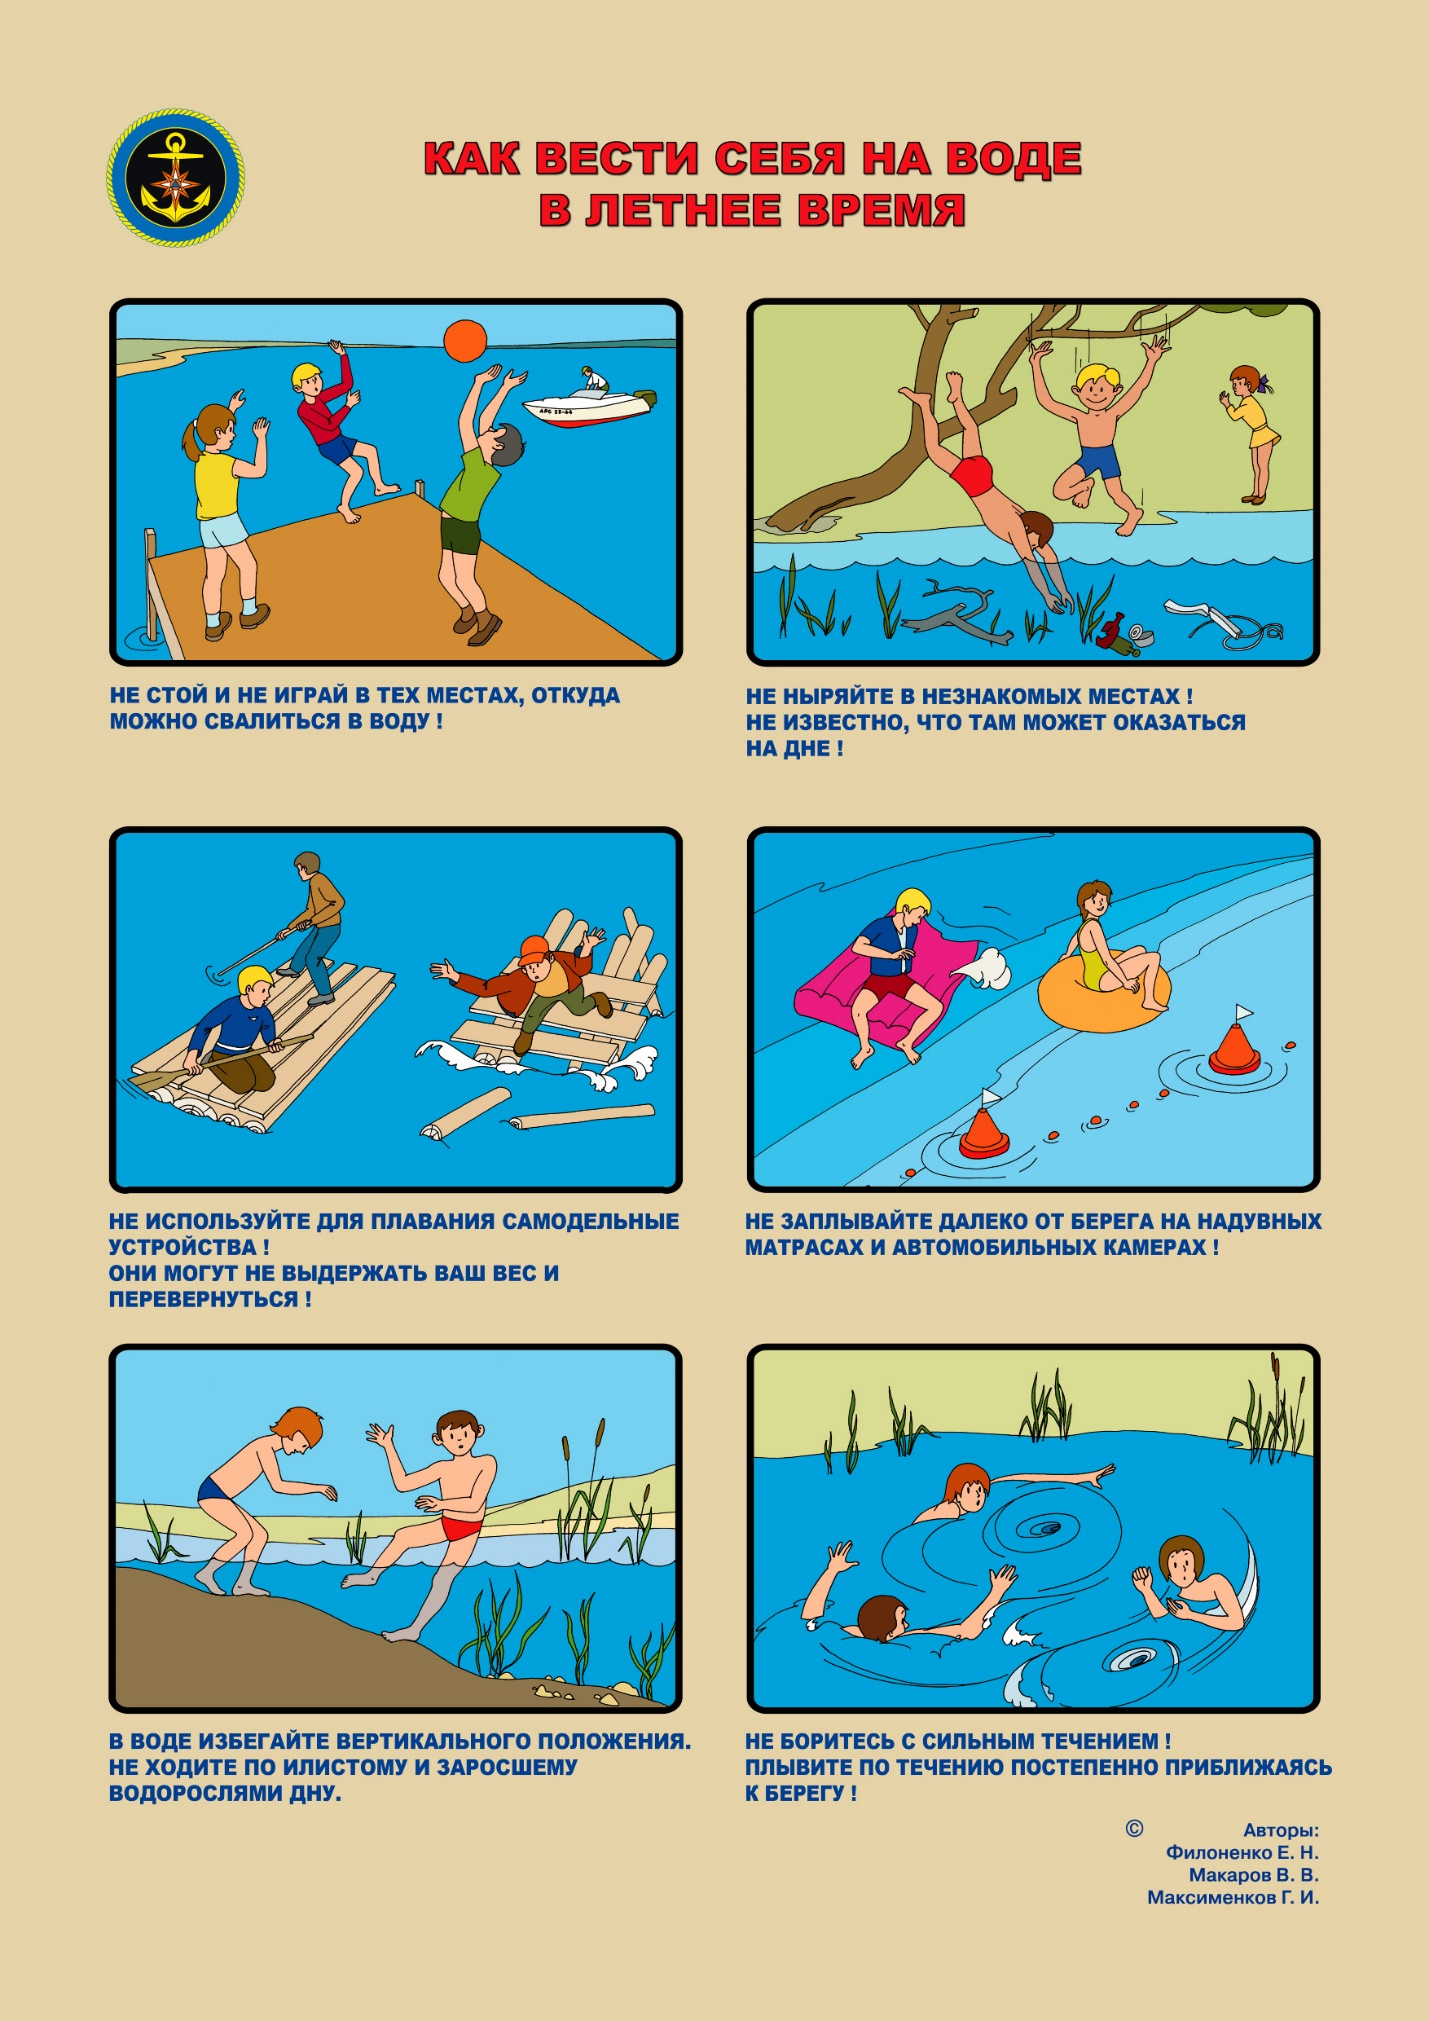 КАК ВЕСТИ СЕБЯ НА ВОДЕ
В ЛЕТНЕЕ ВРЕМЯ
НЕ СТОЙ И НЕ ИГРАЙ В ТЕХ МЕСТАХ, ОТКУДА
МОЖНО СВАЛИТЬСЯ В ВОДУ !
НЕ НЫРЯЙТЕ В НЕЗНАКОМЫХ МЕСТАХ !
НЕ ИЗВЕСТНО, ЧТО ТАМ МОЖЕТ ОКАЗАТЬСЯ
НА ДНЕ !
НЕ ИСПОЛЬЗУЙТЕ ДЛЯ ПЛАВАНИЯ САМОДЕЛЬНЫЕ
УСТРОЙСТВА !
ОНИ МОГУТ НЕ ВЫДЕРЖАТЬ ВАШ ВЕС И
ПЕРЕВЕРНУТЬСЯ !
НЕ ЗАПЛЫВАЙТЕ ДАЛЕКО ОТ БЕРЕГА НА НАДУВНЫХ
МАТРАСАХ И АВТОМОБИЛЬНЫХ КАМЕРАХ !
В ВОДЕ ИЗБЕГАЙТЕ ВЕРТИКАЛЬНОГО ПОЛОЖЕНИЯ.
НЕ ХОДИТЕ ПО ИЛИСТОМУ И ЗАРОСШЕМУ
ВОДОРОСЛЯМИ ДНУ.
НЕ БОРИТЕСЬ С СИЛЬНЫМ ТЕЧЕНИЕМ !
ПЛЫВИТЕ ПО ТЕЧЕНИЮ ПОСТЕПЕННО ПРИБЛИЖАЯСЬ
К БЕРЕГУ !
© Авторы:
Филоненко Е. Н.
Макаров В. В.
Максименков Г. И.